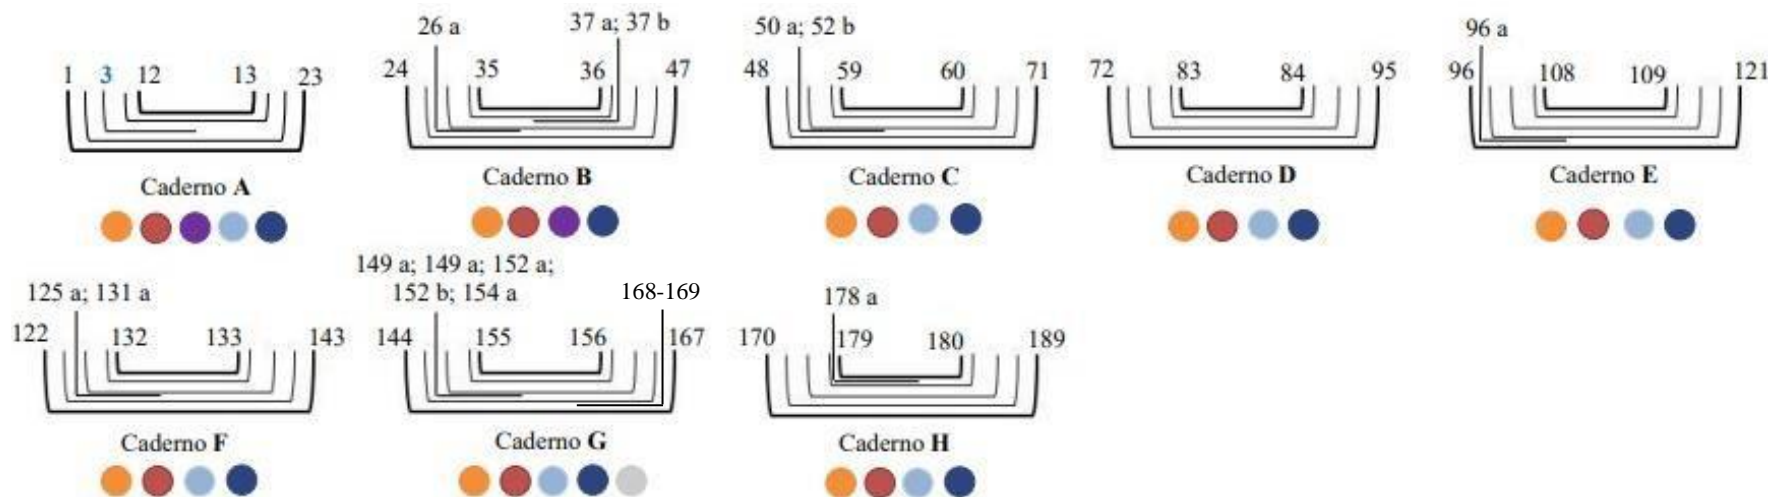 26 a
37 a; 37 b
50 a; 52 b
96 a
1 3 12 13 23
24 35 36 47
48 59 60 71
72 83 84 95
96 108 109 121
Caderno A
Caderno B
Caderno C
Caderno D
Caderno E
125 a; 131 a
149 a; 149 a; 152 a;
152 b; 154 a
168-169
178 a
122 132 133 143
144 155 156 167
170 179 180 189
Caderno F
Caderno G
Caderno H